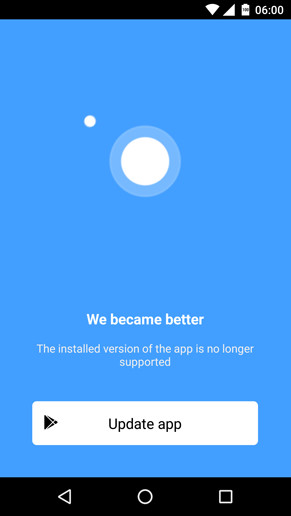 06:00
We became better
The installed version of the app is no longer
supported
Update app